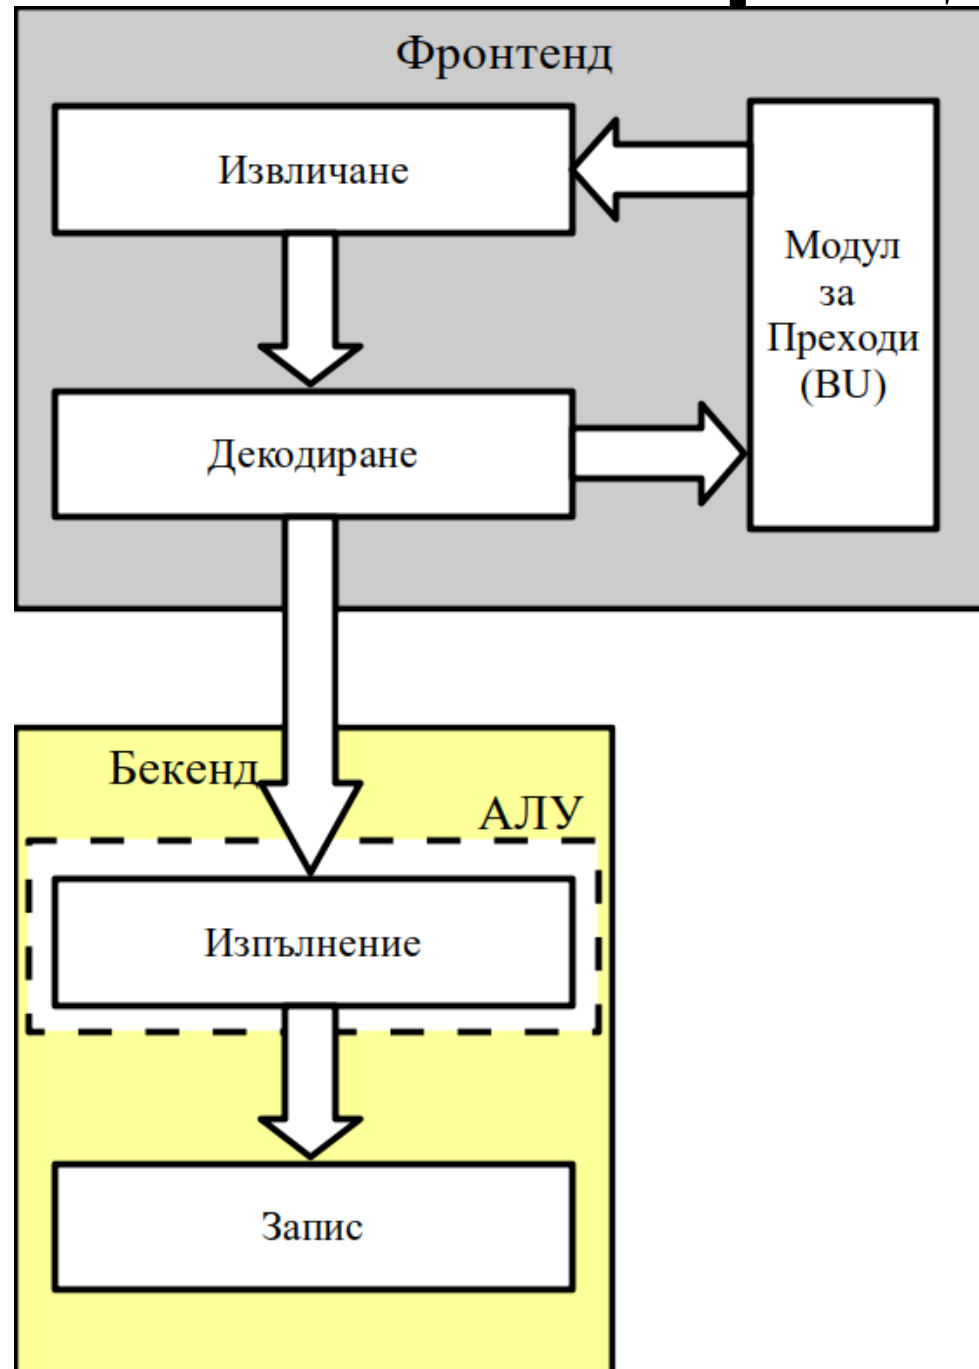 Фронтенд
Извличане
Модул
за
Преходи
(BU)
Декодиране
Бекенд
АЛУ
Изпълнение
Запис